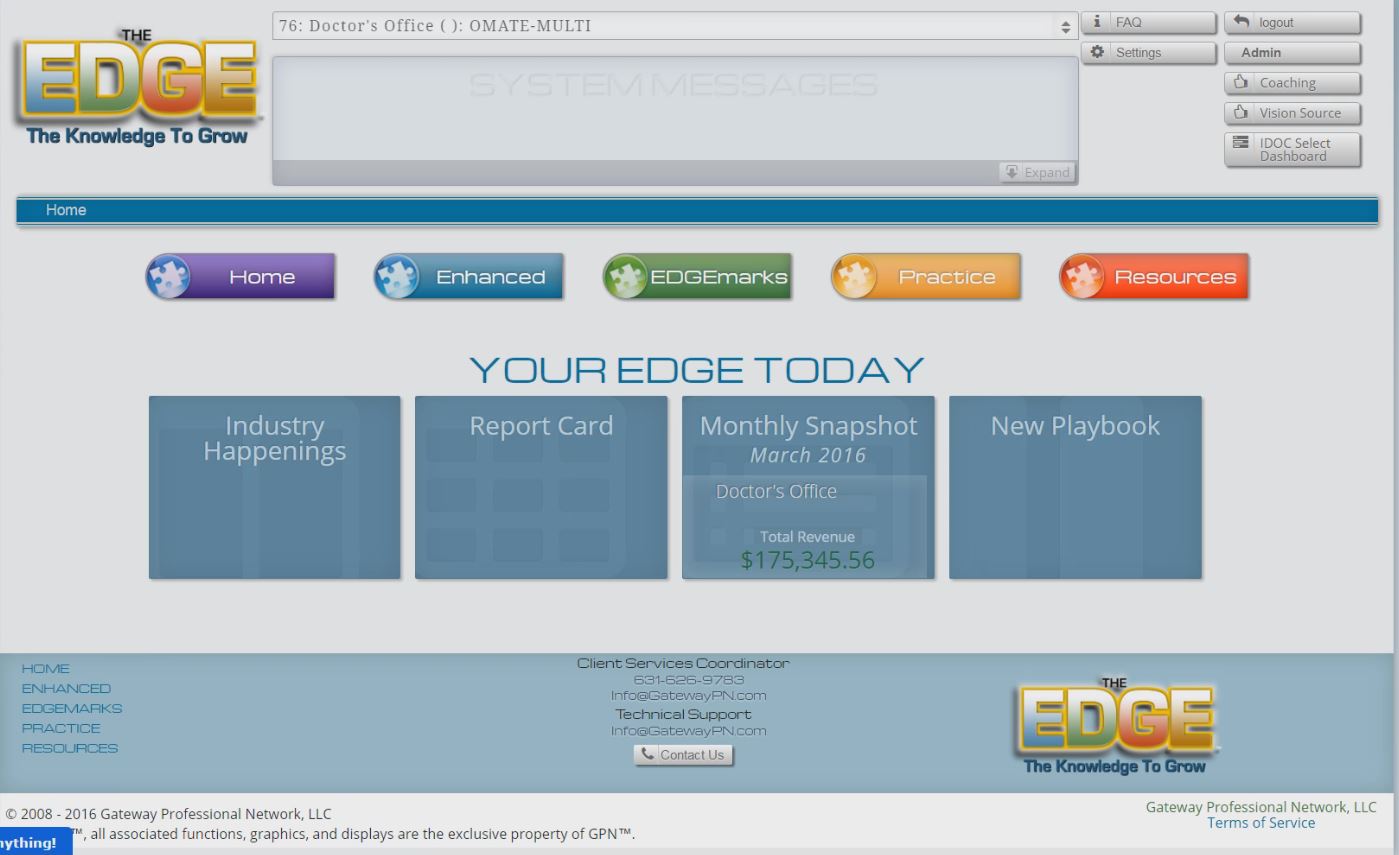 THE
EDGE
The Knowledge To Grow
76: Doctor's Office ( ): OMATE-MULTI
SYSTEM MESSAGES
Expand
FAQ
Settings
logout
Admin
Coaching
Vision Source
IDOC Select
Dashboard
Home
Home
Enhanced
EDGEmarks
Practice
Resources
YOUR EDGE TODAY
Industry
Happenings
Report Card
Monthly Snapshot
March 2016
Doctor's Office
Total Revenue
$175,345.56
New Playbook
HOME
ENHANCED
EDGEMARKS
PRACTICE
RESOURCES
Client Services Coordinator
631-626-9783
Info@GatewayPN.com
Technical Support
Info@GatewayPN.com
Contact Us
THE
EDGE
The Knowledge To Grow
© 2008 - 2016 Gateway Professional Network, LLC
™, all associated functions, graphics, and displays are the exclusive property of GPN™.
Gateway Professional Network, LLC
Terms of Service
nything!